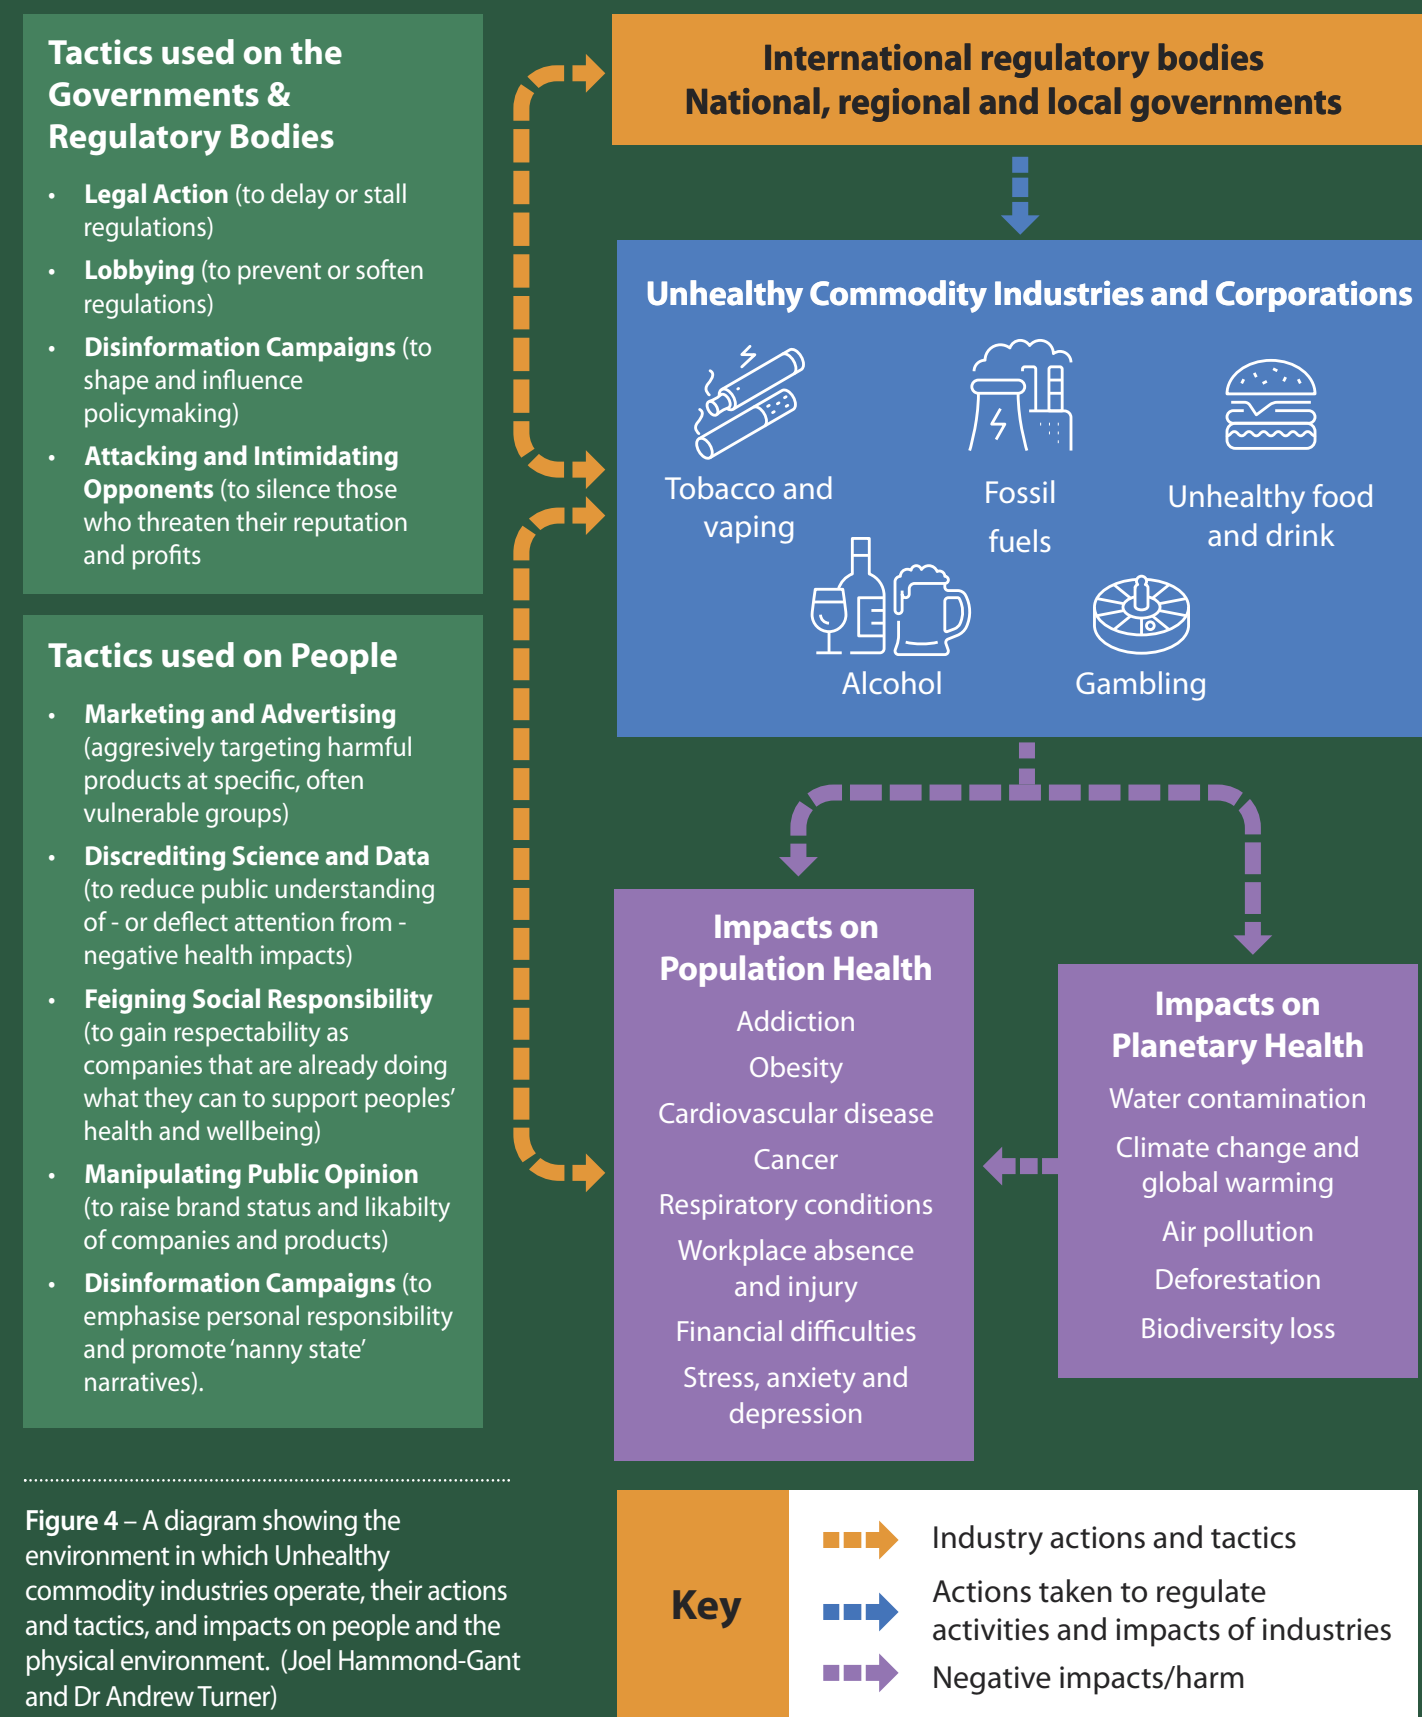 Tactics used on the
Governments &
Regulatory Bodies
• Legal Action (to delay or stall
regulations)
• Lobbying (to prevent or soften
regulations)
• Disinformation Campaigns (to
shape and influence
policymaking)
• Attacking and Intimidating
Opponents (to silence those
who threaten their reputation
and profits
Tactics used on People
• Marketing and Advertising
(aggresively targeting harmful
products at specific, often
vulnerable groups)
• Discrediting Science and Data
(to reduce public understanding
of - or deflect attention from -
negative health impacts)
• Feigning Social Responsibility
(to gain respectability as
companies that are already doing
what they can to support peoples’
health and wellbeing)
• Manipulating Public Opinion
(to raise brand status and likabilty
of companies and products)
• Disinformation Campaigns (to
emphasise personal responsibility
and promote ‘nanny state’
narratives).
International regulatory bodies
National, regional and local governments
Unhealthy Commodity Industries and Corporations
Tobacco and
vaping
Fossil
fuels
Unhealthy food
and drink
Alcohol
Gambling
Impacts on
Population Health
Addiction
Obesity
Cardiovascular disease
Cancer
Respiratory conditions
Workplace absence
and injury
Financial difficulties
Stress, anxiety and
depression
Impacts on
Planetary Health
Water contamination
Climate change and
global warming
Air pollution
Deforestation
Biodiversity loss
Figure 4 – A diagram showing the
environment in which Unhealthy
commodity industries operate, their actions
and tactics, and impacts on people and the
physical environment. (Joel Hammond-Gant
and Dr Andrew Turner)
Key
Industry actions and tactics
Actions taken to regulate
activities and impacts of industries
Negative impacts/harm